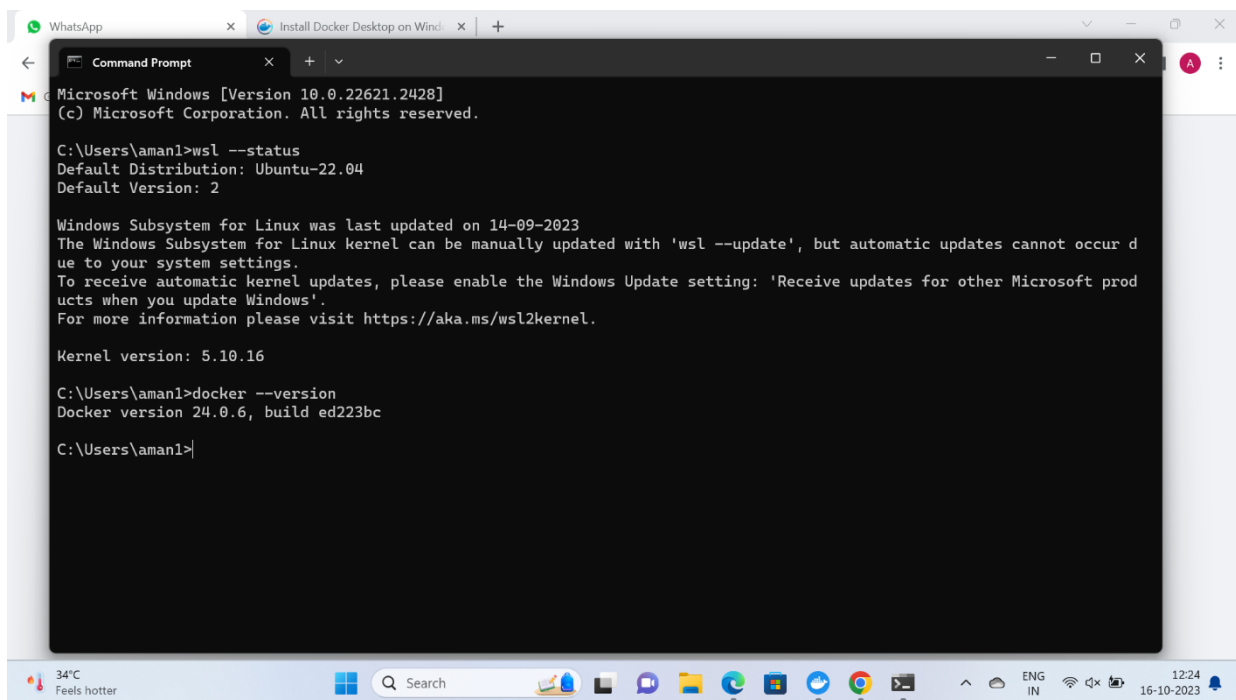 WhatsApp
Install Docker Desktop on Wind
Command Prompt
A
Microsoft Windows [Version 10.0.22621.2428]
(c) Microsoft Corporation. All rights reserved.
C:\Users\aman1>wsl --status
Default Distribution: Ubuntu-22.04
Default Version: 2
Windows Subsystem for Linux was last updated on 14-09-2023
The Windows Subsystem for Linux kernel can be manually updated with 'wsl --update', but automatic updates cannot occur d
ue to your system settings.
To receive automatic kernel updates, please enable the Windows Update setting: 'Receive updates for other Microsoft prod
ucts when you update Windows'.
For more information please visit https://aka.ms/wsl2kernel.
Kernel version: 5.10.16
C:\Users\aman1>docker --version
Docker version 24.0.6, build ed223bc
C:\Users\aman1>
34°C
Feels hotter
Search
ENG
IN
12:24
16-10-2023